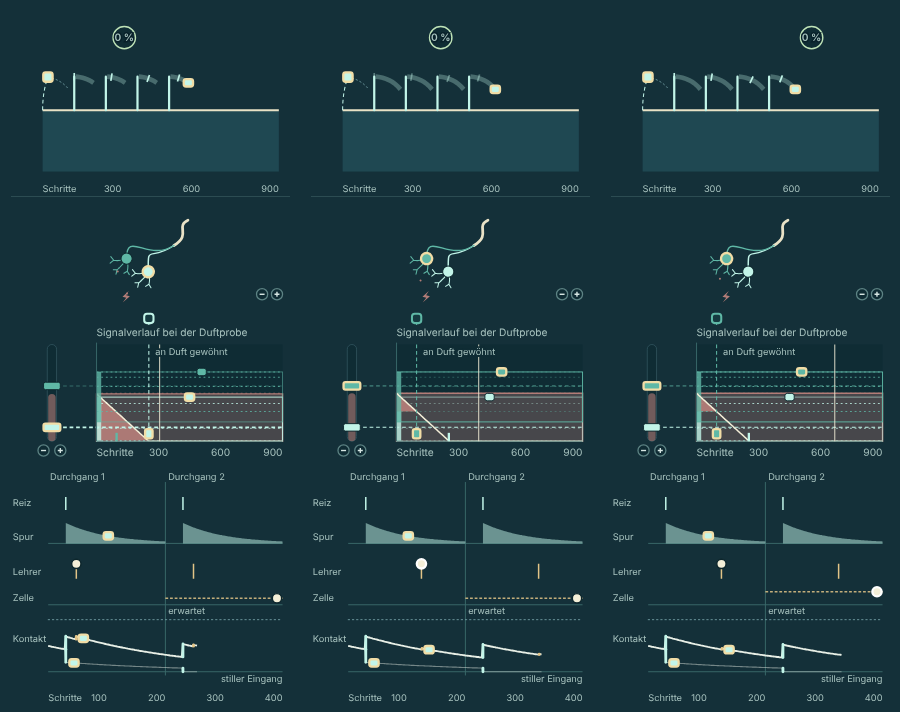 0 %
0 %
0 %
Schritte 300 600 900
Schritte 300 600 900
Schritte 300 600 900
Signalverlauf bei der Duftprobe
Signalverlauf bei der Duftprobe
Signalverlauf bei der Duftprobe
an Duft gewöhnt
an Duft gewöhnt
an Duft gewöhnt
Schritte 300 600 900
Schritte 300 600 900
Schritte 300 600 900
Durchgang 1 Durchgang 2
Durchgang 1 Durchgang 2
Durchgang 1 Durchgang 2
Reiz
Reiz
Reiz
Spur
Spur
Spur
Lehrer
Lehrer
Lehrer
Zelle
Zelle
Zelle
erwartet
erwartet
erwartet
Kontakt
Kontakt
Kontakt
stiller Eingang
stiller Eingang
stiller Eingang
Schritte 100 200 300 400
Schritte 100 200 300 400
Schritte 100 200 300 400